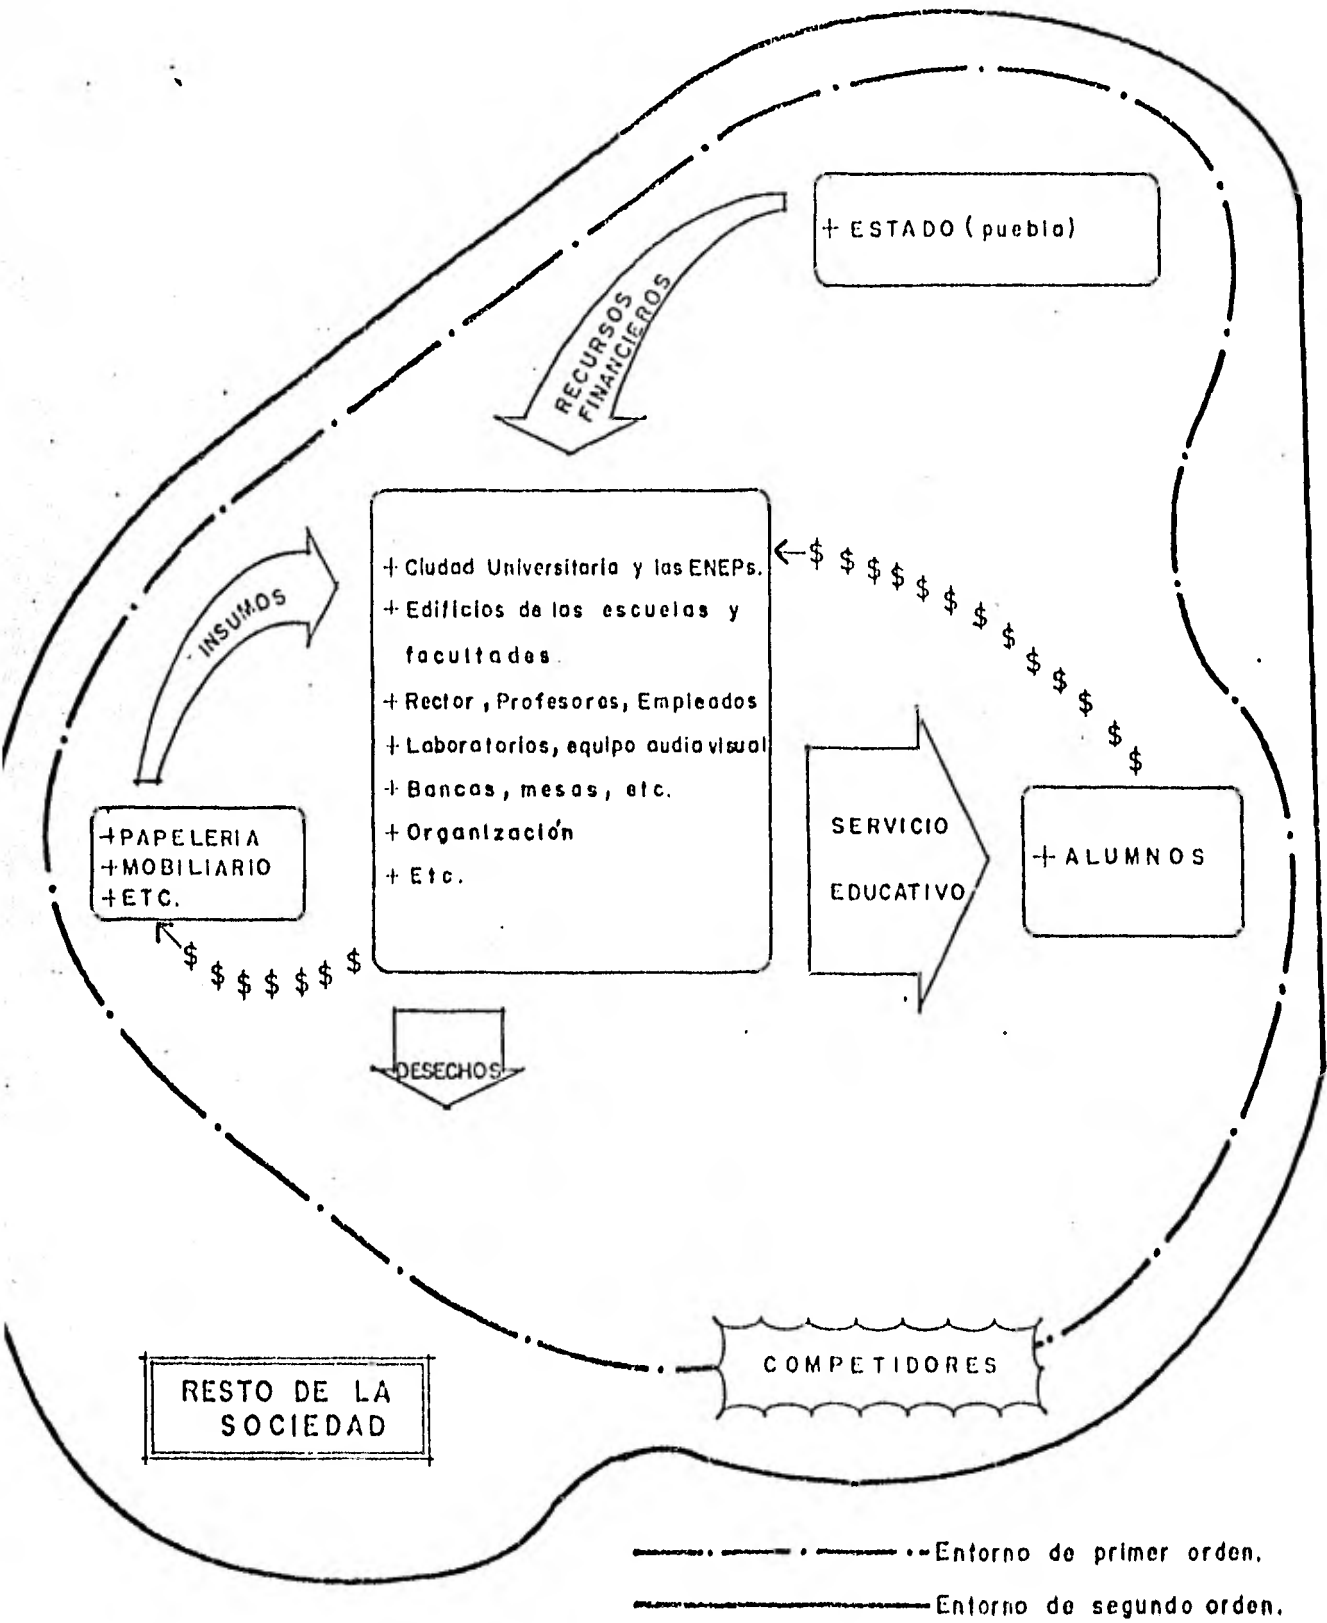 + ESTADO (pueblo)
RECURSOS
FINANCIEROS
+ Ciudad Universitaria y las ENEPs.
+ Edificios de las escuelas y
facultades.
+ Rector, Profesores, Empleados
+ Laboratorios, equipo audiovisual
+ Bancas, mesas, etc.
+ Organización
+ Etc.
INSUMOS
+ PAPELERIA
+ MOBILIARIO
+ ETC.
$ $ $ $ $ $ $ $ $ $ $ $ $
SERVICIO
EDUCATIVO
+ ALUMNOS
$ $ $ $ $ $ $
DESECHOS
COMPETIDORES
RESTO DE LA
SOCIEDAD
Entorno de primer orden.
Entorno de segundo orden.